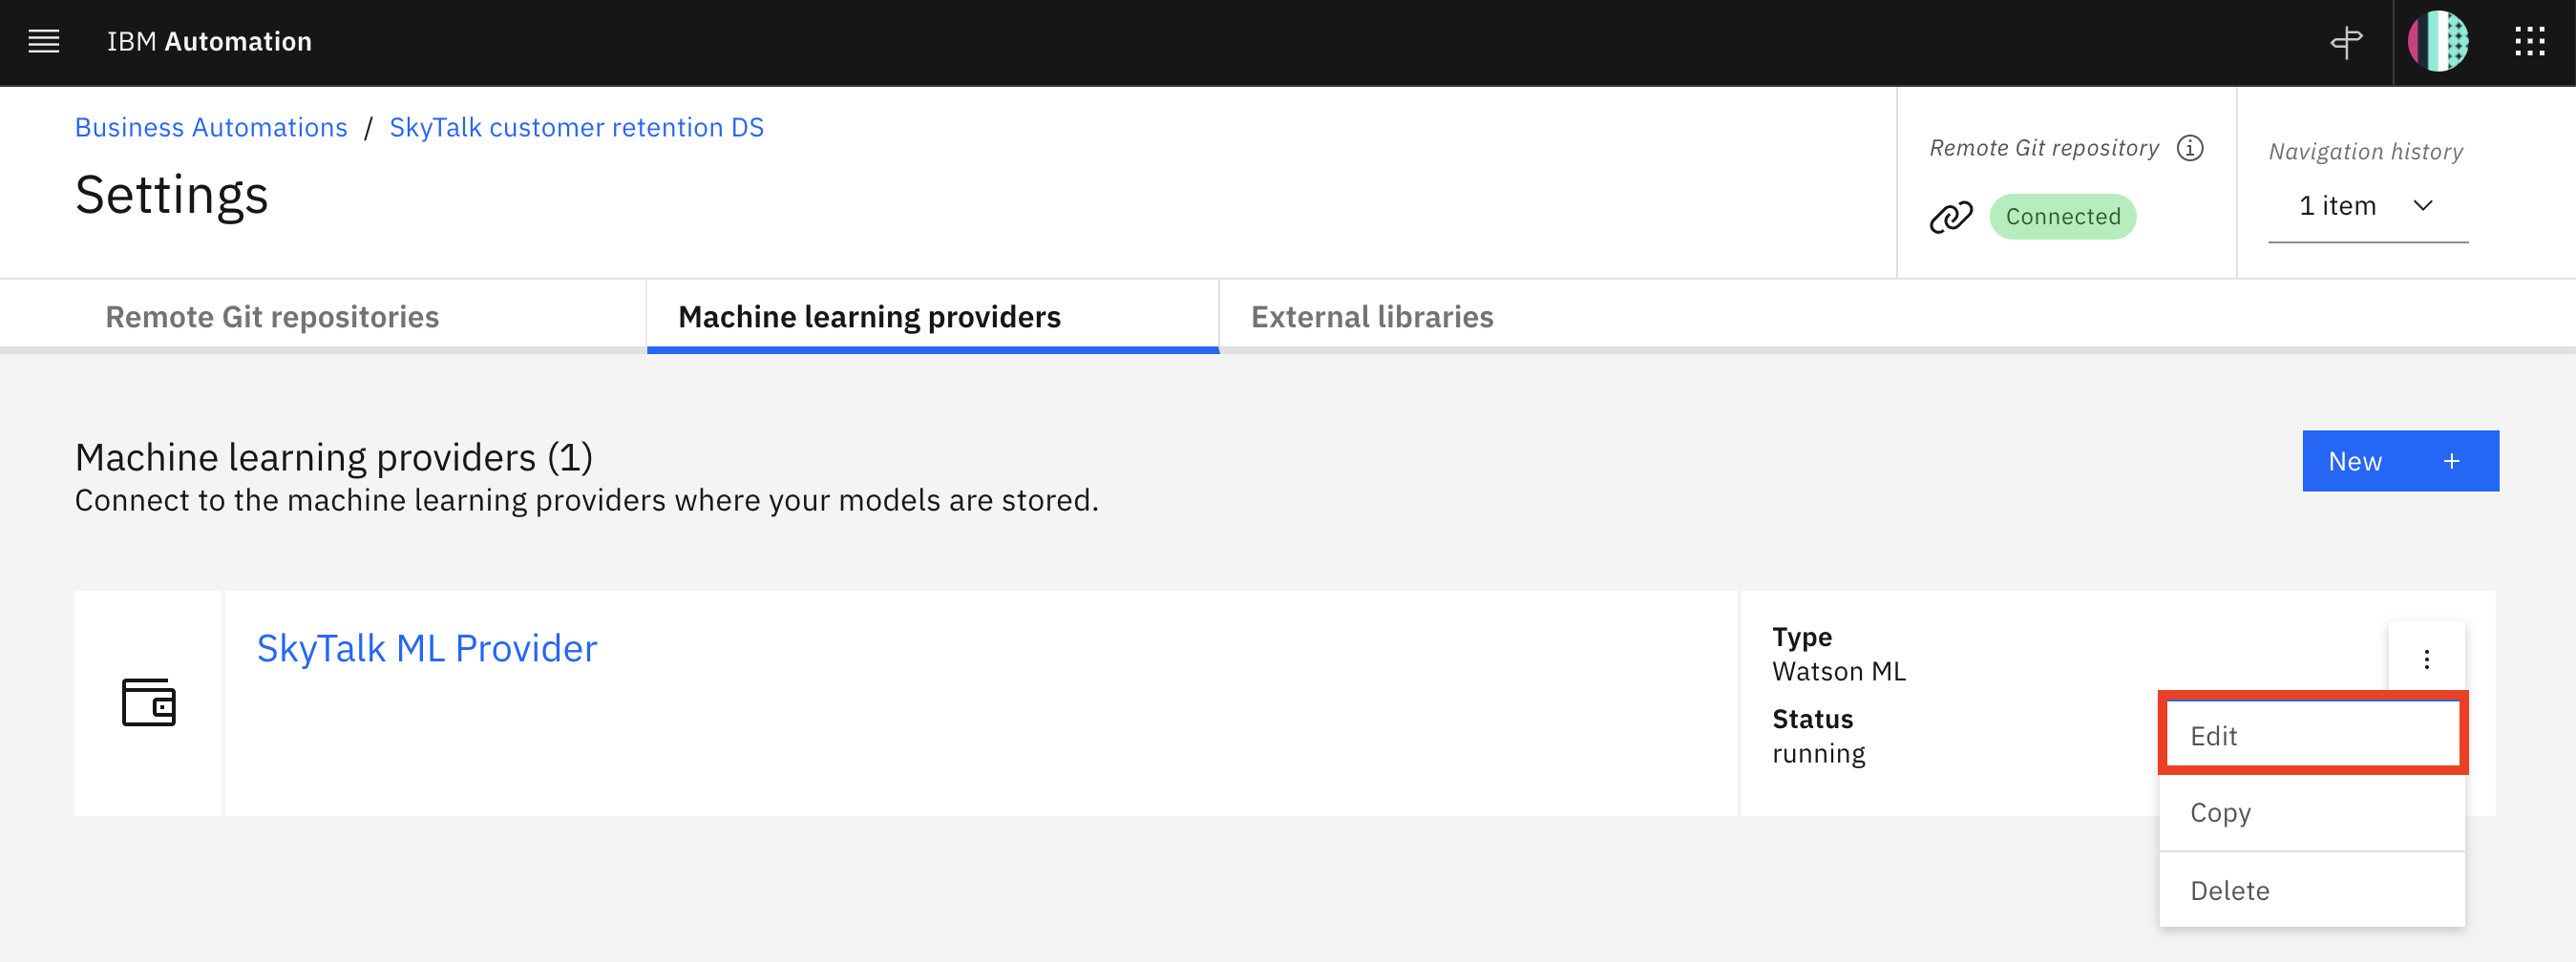 IBM Automation
Business Automations / SkyTalk customer retention DS
Settings
Remote Git repository
Connected
Navigation history
1 item
Remote Git repositories
Machine learning providers
External libraries
Machine learning providers (1)
Connect to the machine learning providers where your models are stored.
New +
SkyTalk ML Provider
Type
Watson ML
Status
running
Edit
Copy
Delete